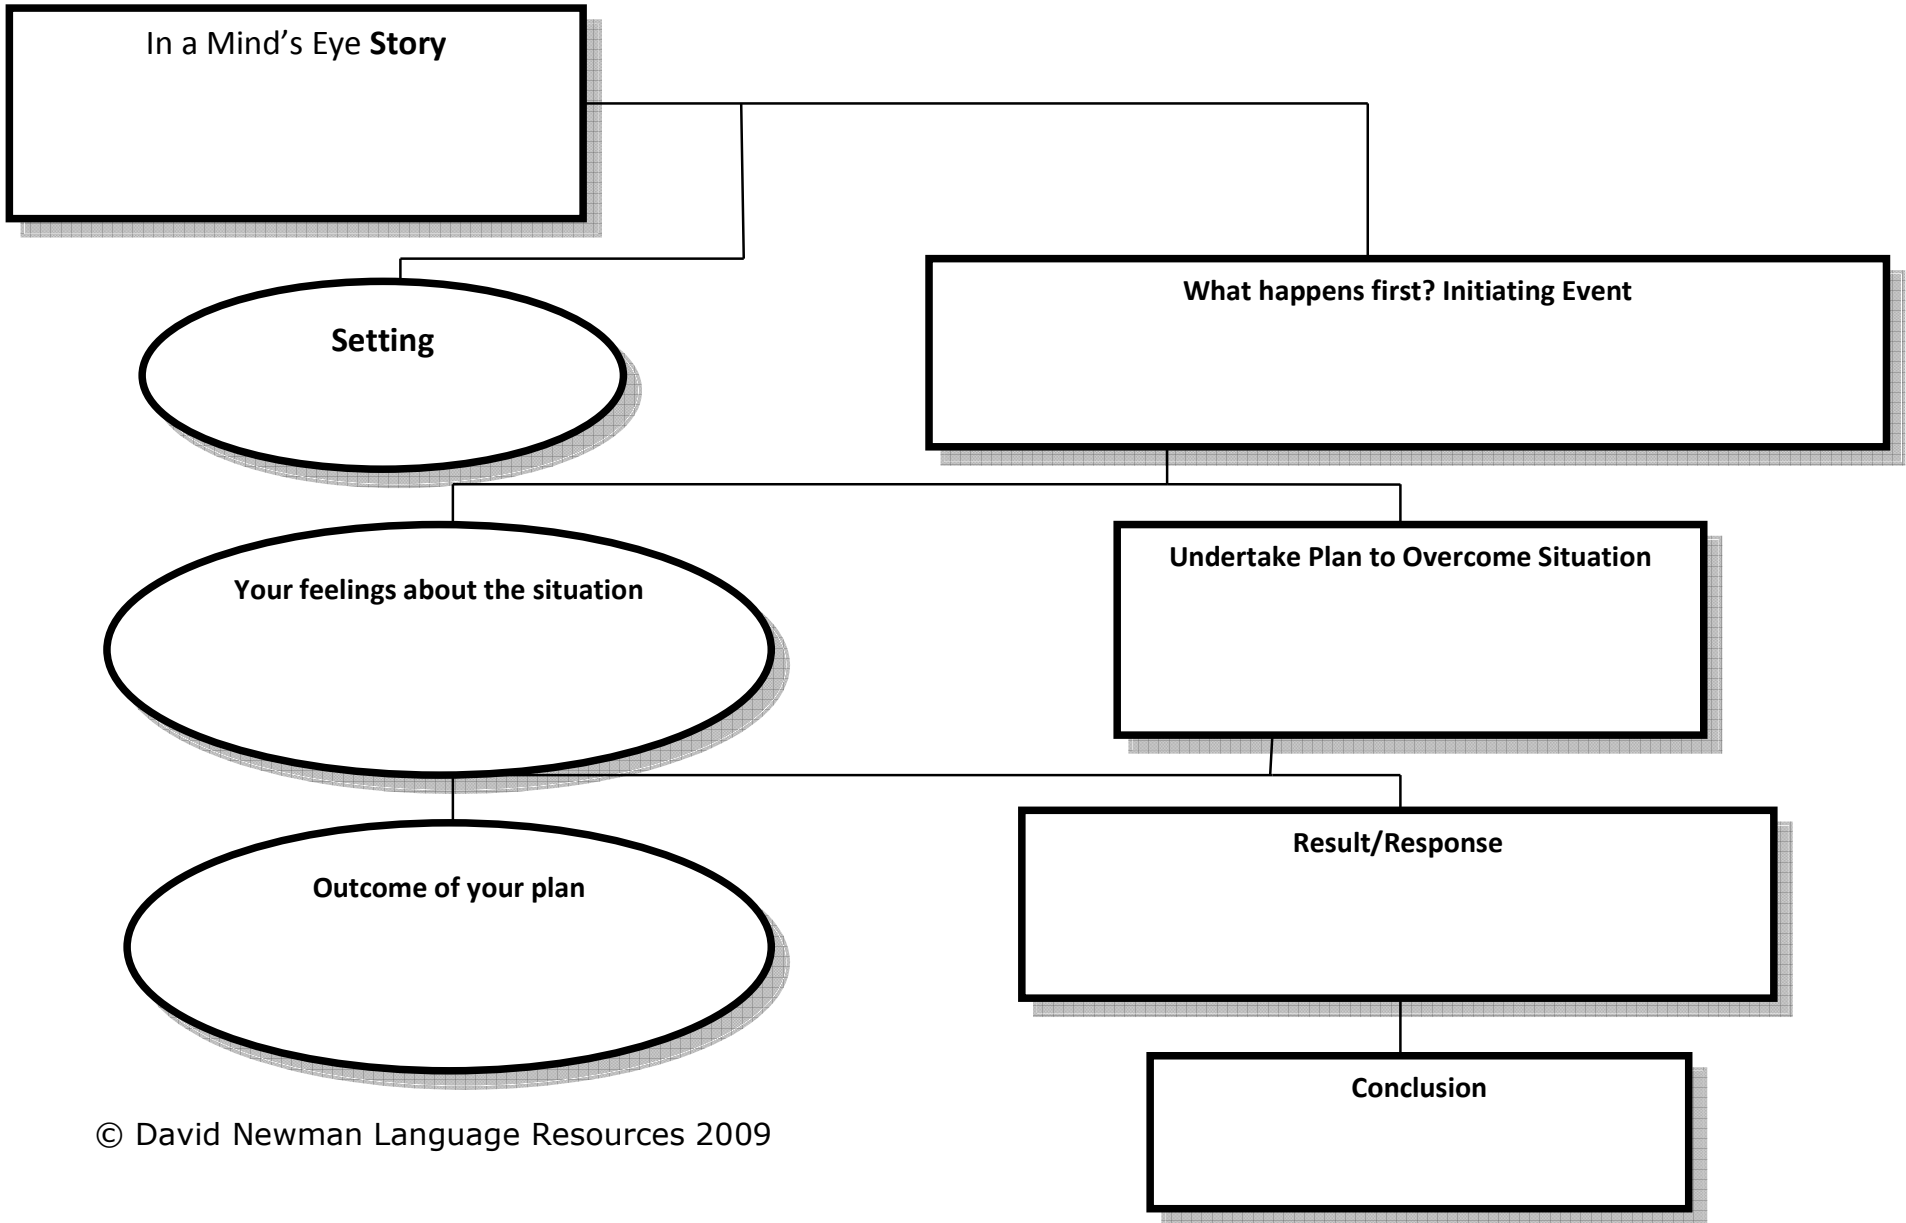 In a Mind’s Eye Story
What happens first? Initiating Event
Setting
Undertake Plan to Overcome Situation
Your feelings about the situation
Result/Response
Outcome of your plan
Conclusion
© David Newman Language Resources 2009